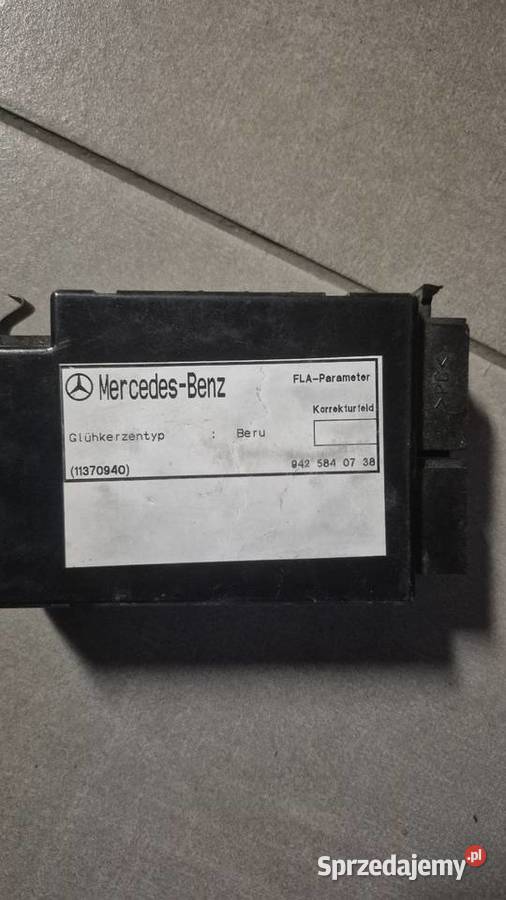 Mercedes-Benz
FLA-Parameter
Korrekturfeld
Glühkerzentyp : Beru
(11370940)
942 584 07 38
Sprzedajemy.pl